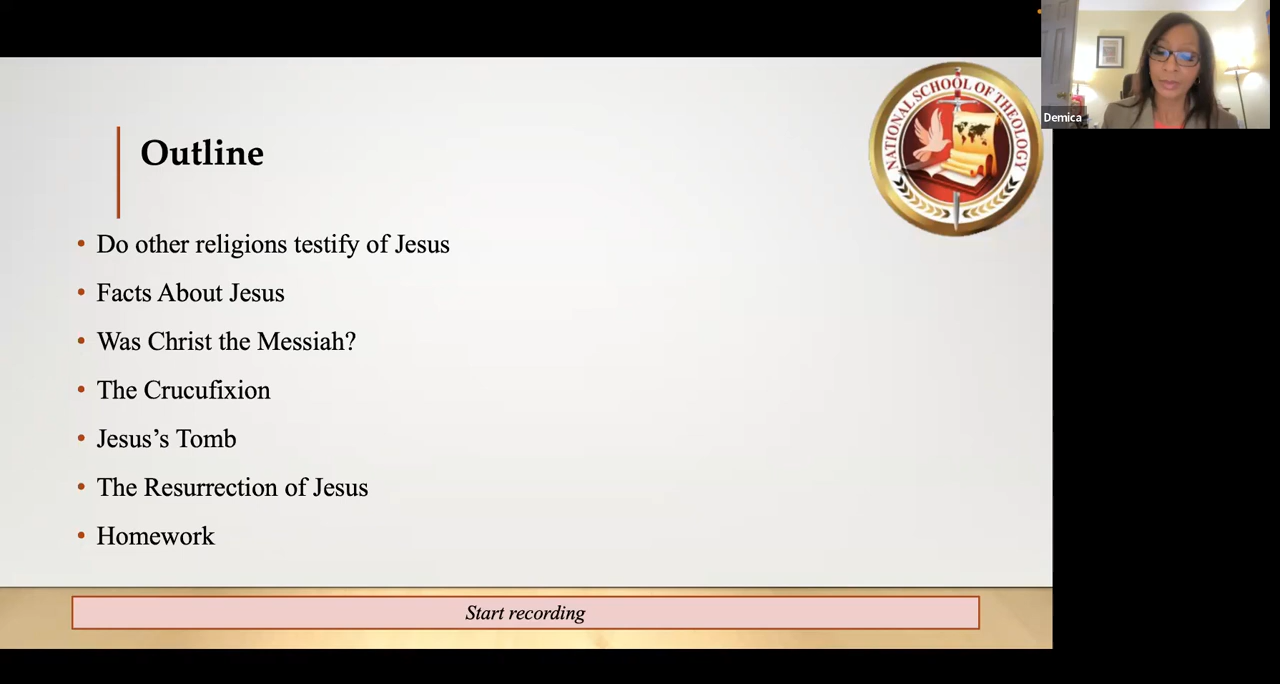 Outline
NATIONAL SCHOOL OF THEOLOGY
Demica
• Do other religions testify of Jesus
• Facts About Jesus
• Was Christ the Messiah?
• The Crucufixion
• Jesus’s Tomb
• The Resurrection of Jesus
• Homework
Start recording